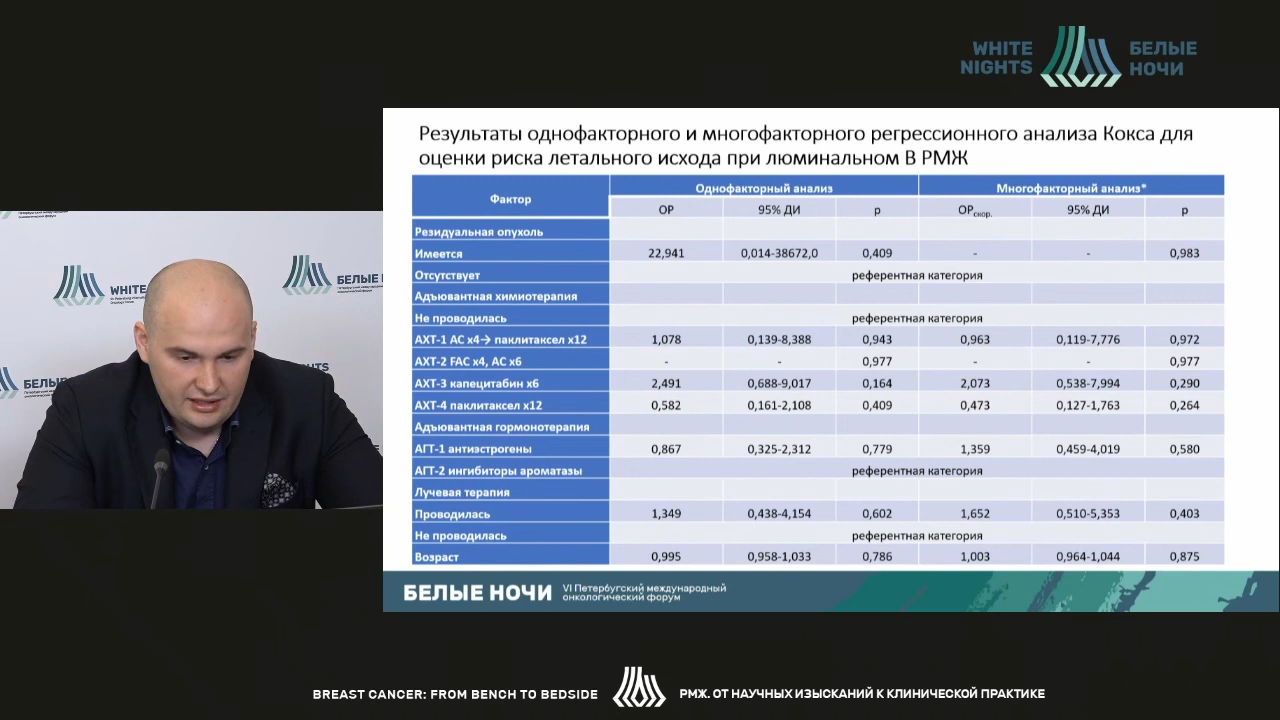 WHITE
NIGHTS
БЕЛЫЕ
НОЧИ
Результаты однофакторного и многофакторного регрессионного анализа Кокса для
оценки риска летального исхода при люминальном В РМЖ
Фактор Однофакторный анализ Многофакторный анализ*
ОР 95% ДИ р ОРскор. 95% ДИ р
Резидуальная опухоль
Имеется 22,941 0,014-38672,0 0,409 - - 0,983
Отсутствует референтная категория
Адъювантная химиотерапия
Не проводилась референтная категория
АХТ-1 АС х4→ паклитаксел х12 1,078 0,139-8,388 0,943 0,963 0,119-7,776 0,972
АХТ-2 FAC х4, АС х6 - - 0,977 - - 0,977
АХТ-3 капецитабин х6 2,491 0,688-9,017 0,164 2,073 0,538-7,994 0,290
АХТ-4 паклитаксел х12 0,582 0,161-2,108 0,409 0,473 0,127-1,763 0,264
Адъювантная гормонотерапия
АГТ-1 антиэстрогены 0,867 0,325-2,312 0,779 1,359 0,459-4,019 0,580
АГТ-2 ингибиторы ароматазы референтная категория
Лучевая терапия
Проводилась 1,349 0,438-4,154 0,602 1,652 0,510-5,353 0,403
Не проводилась референтная категория
Возраст 0,995 0,958-1,033 0,786 1,003 0,964-1,044 0,875
БЕЛЫЕ НОЧИ
VI Петербургский международный
онкологический форум
BREAST CANCER: FROM BENCH TO BEDSIDE
РМЖ. ОТ НАУЧНЫХ ИЗЫСКАНИЙ К КЛИНИЧЕСКОЙ ПРАКТИКЕ